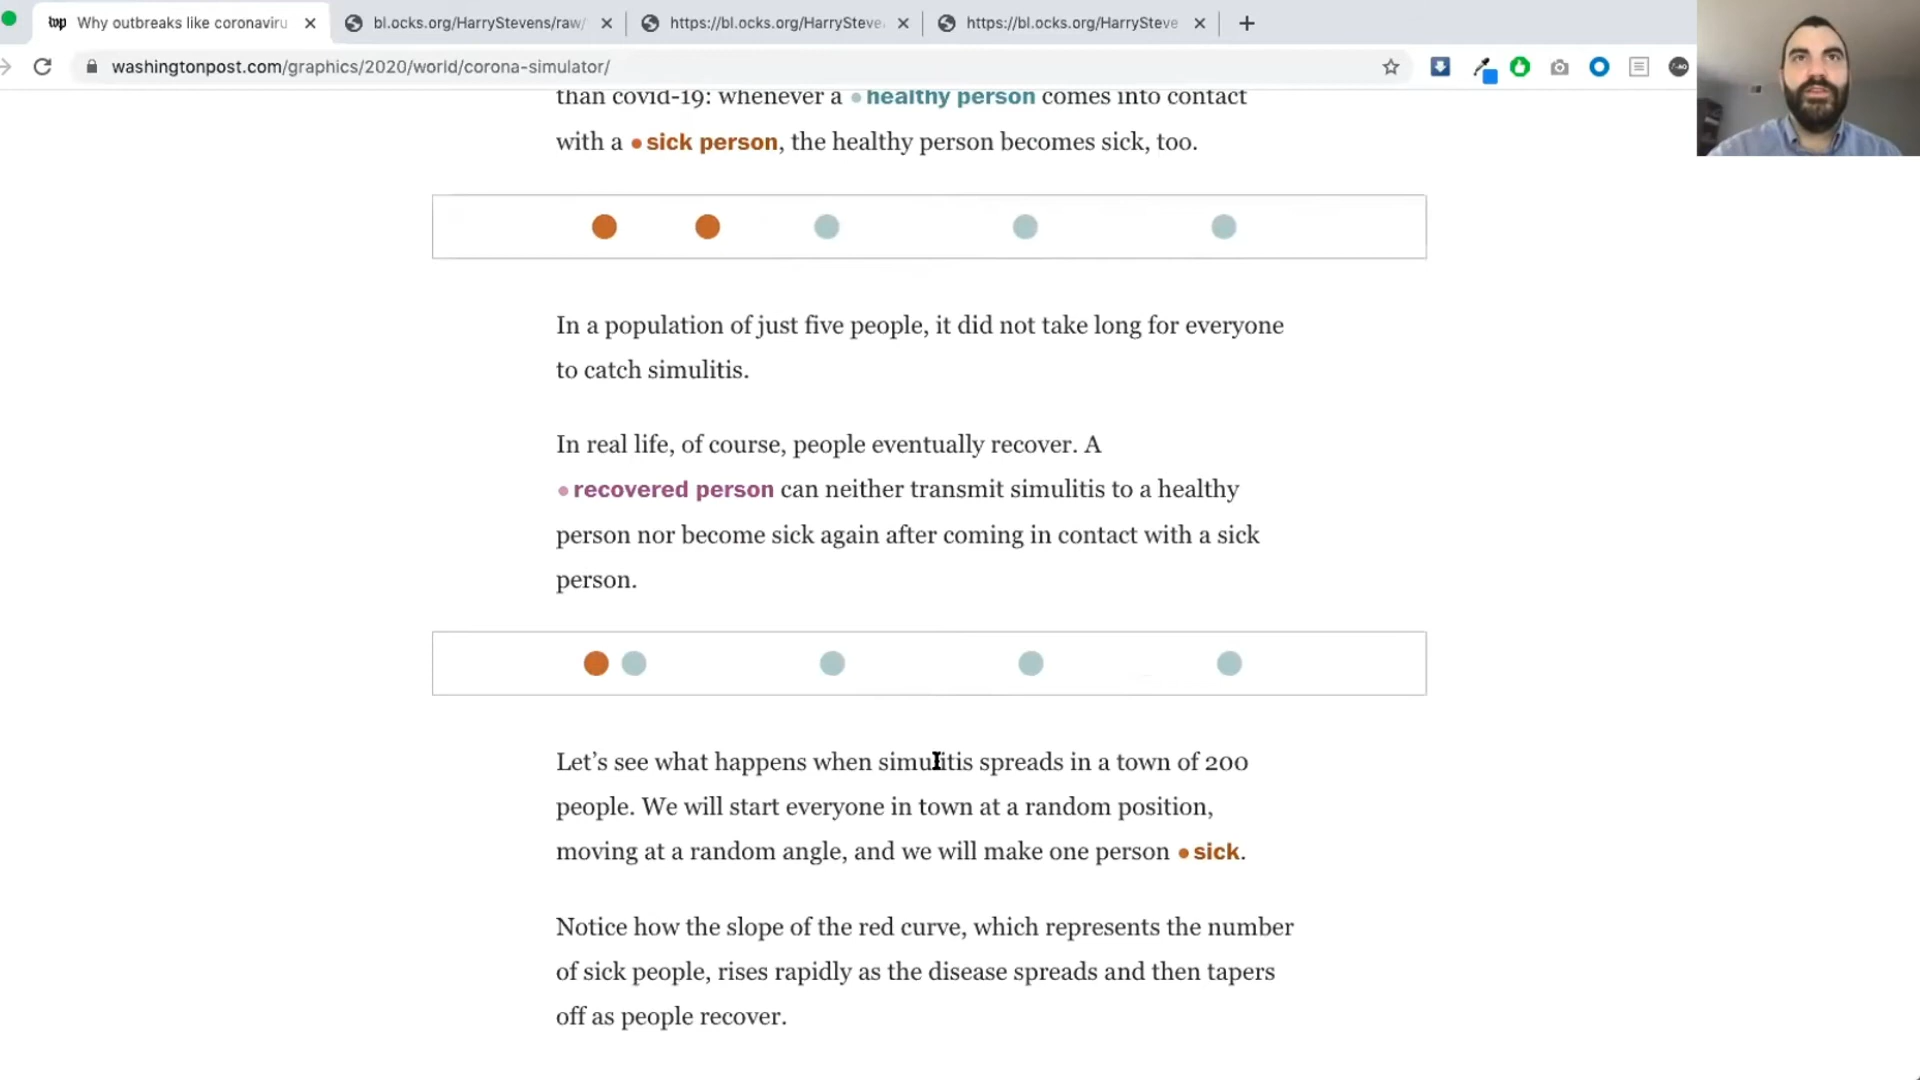 wp Why outbreaks like coronaviru
bl.ocks.org/HarryStevens/raw/
https://bl.ocks.org/HarrySteve
https://bl.ocks.org/HarrySteve
washingtonpost.com/graphics/2020/world/corona-simulator/
than covid-19: whenever a healthy person comes into contact
with a sick person, the healthy person becomes sick, too.
In a population of just five people, it did not take long for everyone
to catch simulitis.
In real life, of course, people eventually recover. A
recovered person can neither transmit simulitis to a healthy
person nor become sick again after coming in contact with a sick
person.
Let’s see what happens when simulitis spreads in a town of 200
people. We will start everyone in town at a random position,
moving at a random angle, and we will make one person sick.
Notice how the slope of the red curve, which represents the number
of sick people, rises rapidly as the disease spreads and then tapers
off as people recover.